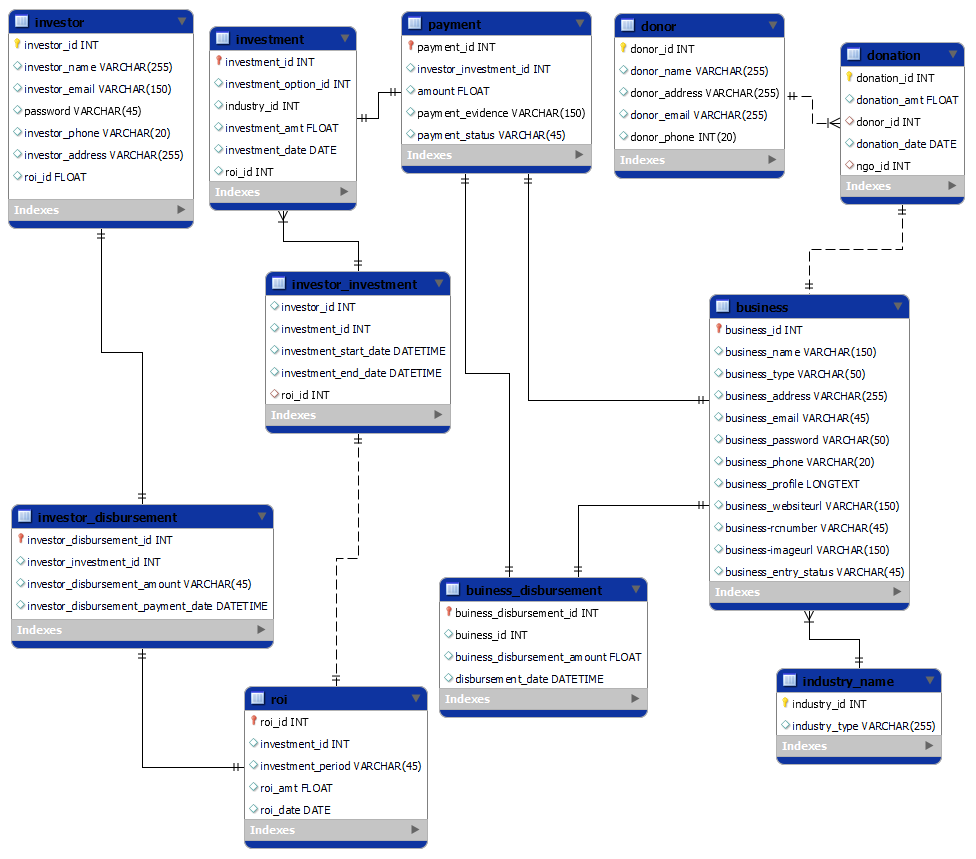 investor
investor_id INT
investor_name VARCHAR(255)
investor_email VARCHAR(150)
password VARCHAR(45)
investor_phone VARCHAR(20)
investor_address VARCHAR(255)
roi_id FLOAT
Indexes
investment
investment_id INT
investment_option_id INT
industry_id INT
investment_amt FLOAT
investment_date DATE
roi_id INT
Indexes
payment
payment_id INT
investor_investment_id INT
amount FLOAT
payment_evidence VARCHAR(150)
payment_status VARCHAR(45)
Indexes
donor
donor_id INT
donor_name VARCHAR(255)
donor_address VARCHAR(255)
donor_email VARCHAR(255)
donor_phone INT(20)
Indexes
donation
donation_id INT
donation_amt FLOAT
donor_id INT
donation_date DATE
ngo_id INT
Indexes
investor_investment
investor_id INT
investment_id INT
investment_start_date DATETIME
investment_end_date DATETIME
roi_id INT
Indexes
business
business_id INT
business_name VARCHAR(150)
business_type VARCHAR(50)
business_address VARCHAR(255)
business_email VARCHAR(45)
business_password VARCHAR(50)
business_phone VARCHAR(20)
business_profile LONGTEXT
business_websiteurl VARCHAR(150)
business-rcnumber VARCHAR(45)
business-imageurl VARCHAR(150)
business_entry_status VARCHAR(45)
Indexes
investor_disbursement
investor_disbursement_id INT
investor_investment_id INT
investor_disbursement_amount VARCHAR(45)
investor_disbursement_payment_date DATETIME
Indexes
buiness_disbursement
buiness_disbursement_id INT
buiness_id INT
buiness_disbursement_amount FLOAT
disbursement_date DATETIME
Indexes
roi
roi_id INT
investment_id INT
investment_period VARCHAR(45)
roi_amt FLOAT
roi_date DATE
Indexes
industry_name
industry_id INT
industry_type VARCHAR(255)
Indexes